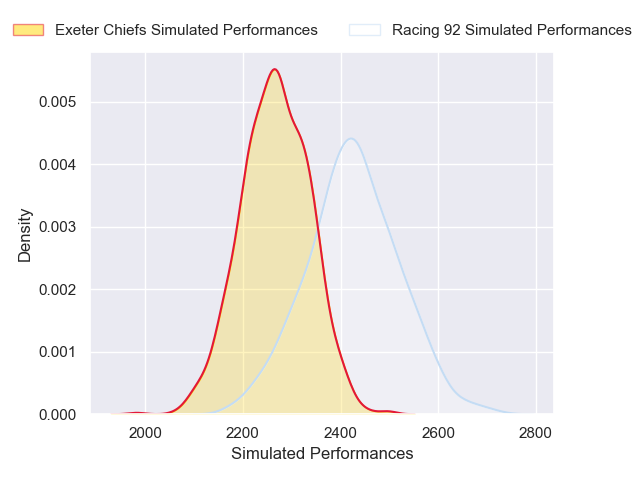 Exeter Chiefs Simulated Performances
Racing 92 Simulated Performances
0.005
0.004
0.003
0.002
0.001
0.000
Density
2000
2200
2400
2600
2800
Simulated Performances